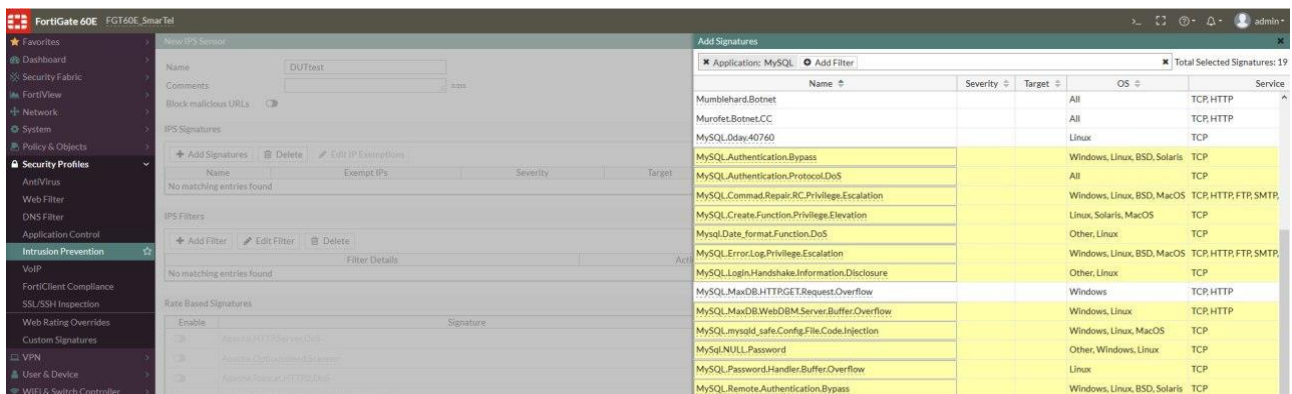 FortiGate 60E FGT60E_SmarTel
>_ admin
Favorites
Dashboard
Security Fabric
FortiView
Network
System
Policy & Objects
Security Profiles
AntiVirus
Web Filter
DNS Filter
Application Control
Intrusion Prevention
VoIP
FortiClient Compliance
SSL/SSH Inspection
Web Rating Overrides
Custom Signatures
VPN
User & Device
WiFi & Switch Controller
New IPS Sensor
Name DUTtest
Comments
Block malicious URLs
IPS Signatures
+ Add Signatures Delete Edit IP Exemptions
Name Exempt IPs Severity Target
No matching entries found
IPS Filters
+ Add Filter Edit Filter Delete
Filter Details Acti
No matching entries found
Rate Based Signatures
Enable Signature
Add Signatures
Application: MySQL Add Filter Total Selected Signatures: 19
Name Severity Target OS Service
Mumblehard.Botnet All TCP, HTTP
Murofet.Botnet.CC All TCP, HTTP
MySQL.0day.40760 Linux TCP
MySQL.Authentication.Bypass Windows, Linux, BSD, Solaris TCP
MySQL.Authentication.Protocol.DoS All TCP
MySQL.Commad.Repair.RC.Privilege.Escalation Windows, Linux, BSD, MacOS TCP, HTTP, FTP, SMTP,
MySQL.Create.Function.Privilege.Elevation Linux, Solaris, MacOS TCP
Mysql.Date_format.Function.DoS Other, Linux TCP
MySQL.Error.Log.Privilege.Escalation Windows, Linux, BSD, MacOS TCP, HTTP, FTP, SMTP,
MySQL.Login.Handshake.Information.Disclosure Other, Linux TCP
MySQL.MaxDB.HTTP.GET.Request.Overflow Windows TCP, HTTP
MySQL.MaxDB.WebDBM.Server.Buffer.Overflow Windows, Linux TCP, HTTP
MySQL.mysqld_safe.Config.File.Code.Injection Windows, Linux, MacOS TCP
MySql.NULL.Password Other, Windows, Linux TCP
MySQL.Password.Handler.Buffer.Overflow Linux TCP
MySQL.Remote.Authentication.Bypass Windows, Linux, BSD, Solaris TCP